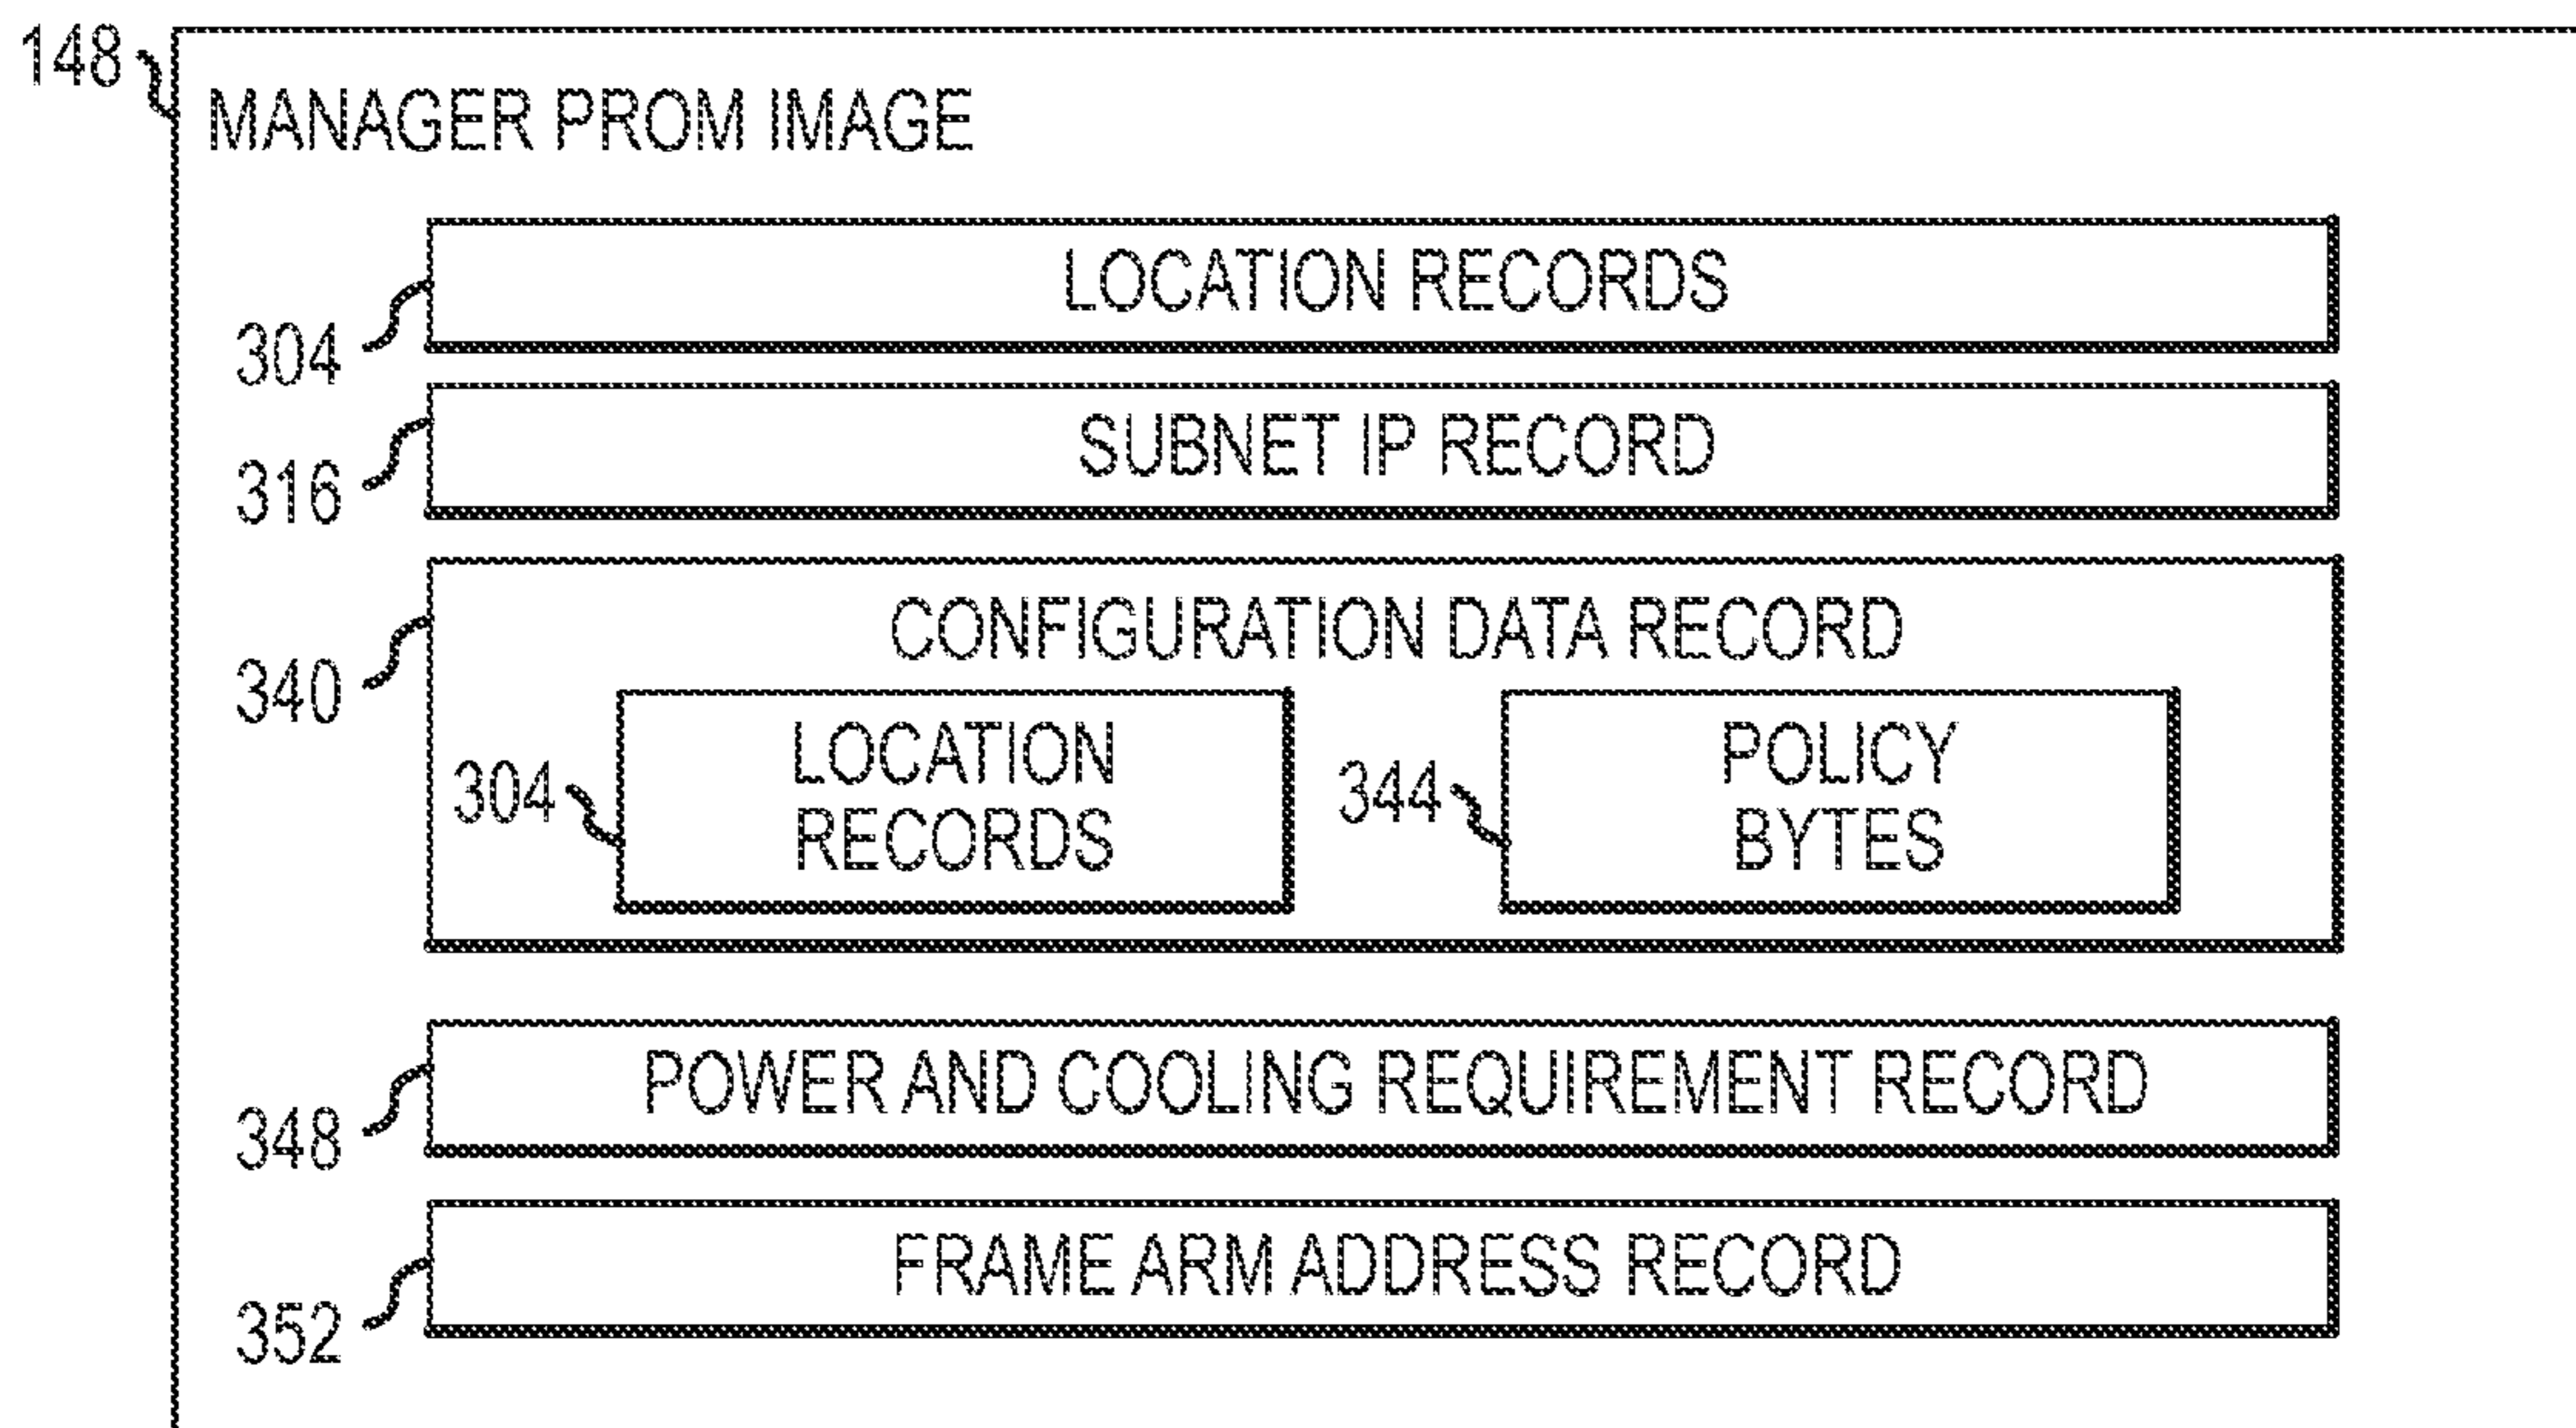 148
MANAGER PROM IMAGE
LOCATION RECORDS
304
SUBNET IP RECORD
316
CONFIGURATION DATA RECORD
340
304
LOCATION
RECORDS
344
POLICY
BYTES
POWER AND COOLING REQUIREMENT RECORD
348
FRAME ARM ADDRESS RECORD
352